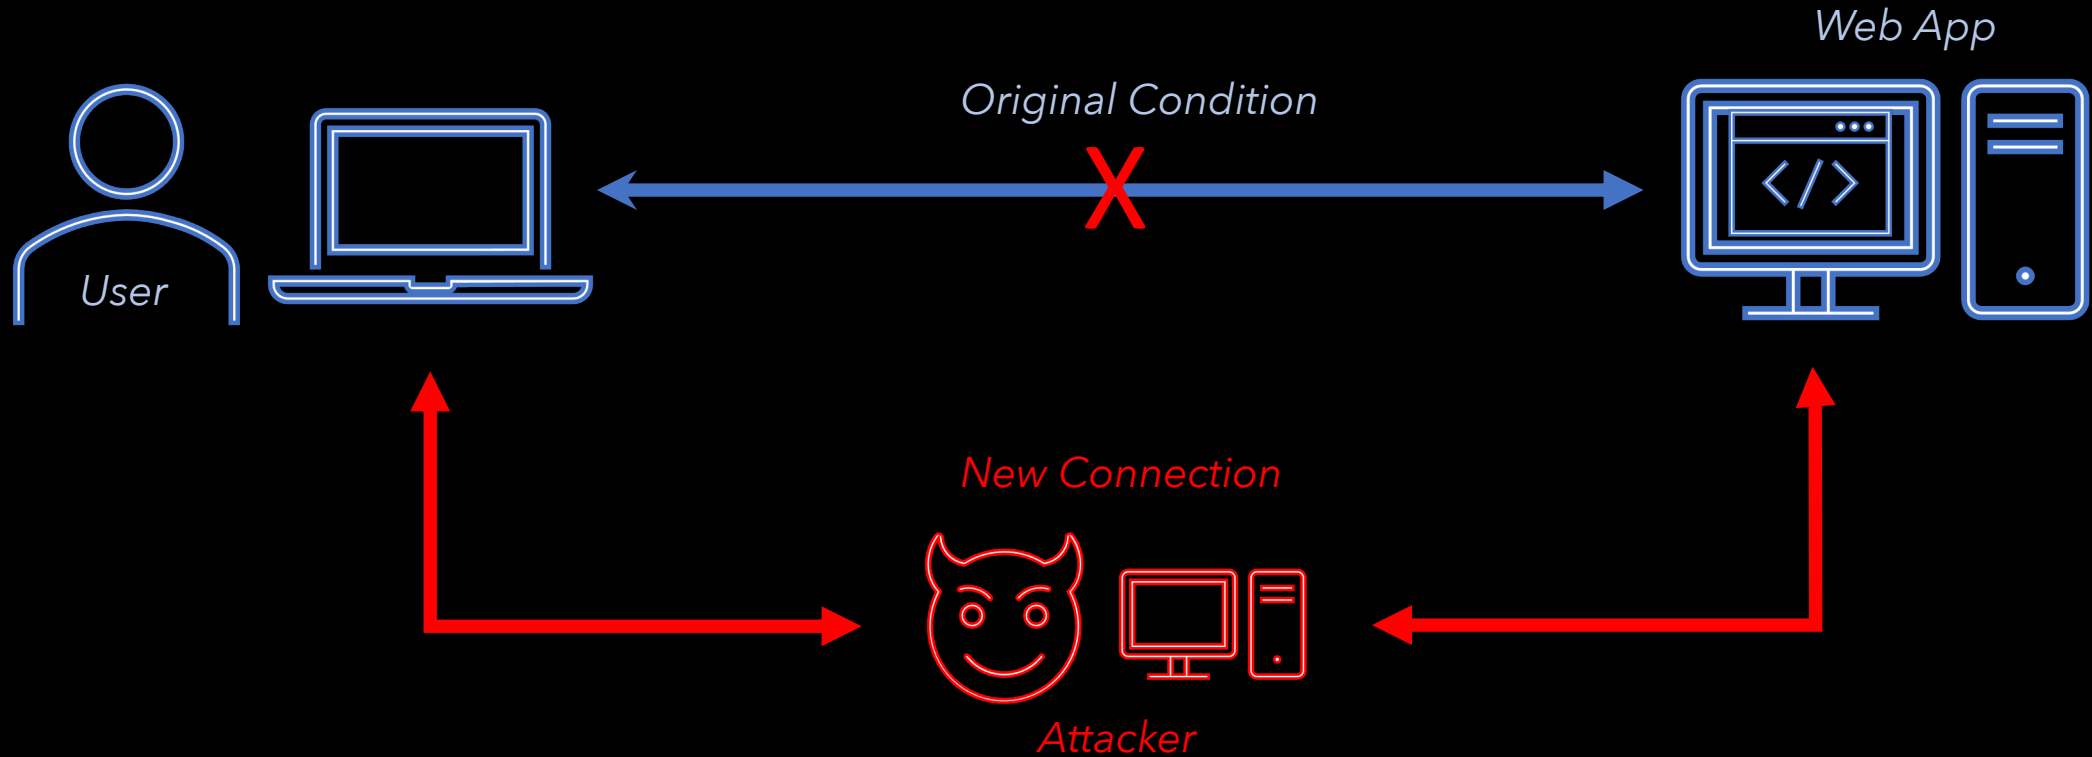 Web App
Original Condition
X
User
</>
New Connection
Attacker